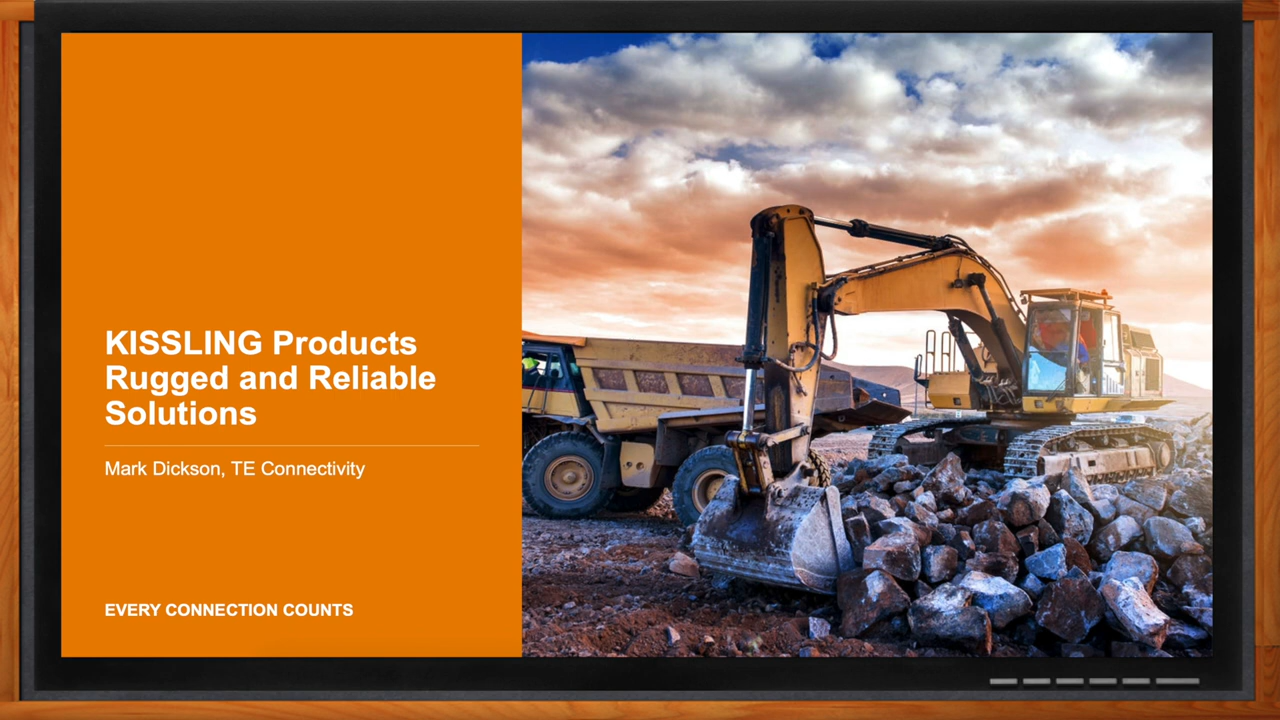 KISSLING Products
Rugged and Reliable
Solutions
Mark Dickson, TE Connectivity
EVERY CONNECTION COUNTS